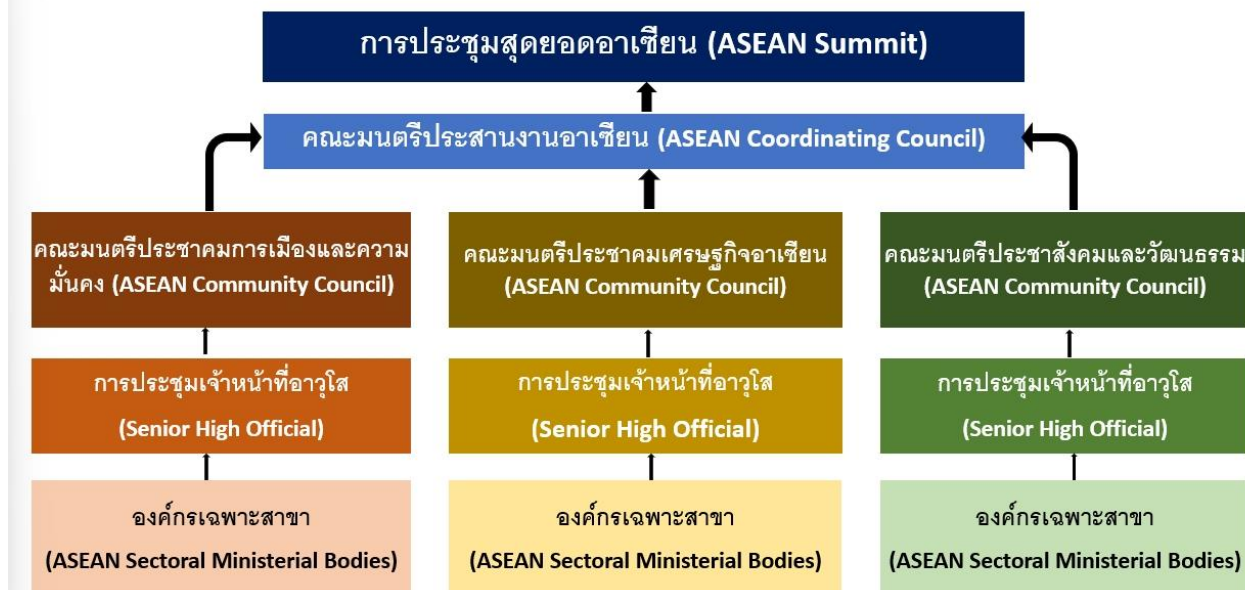 การประชุมสุดยอดอาเซียน (ASEAN Summit)
คณะมนตรีประสานงานอาเซียน (ASEAN Coordinating Council)
คณะมนตรีประชาคมการเมืองและความ
มั่นคง (ASEAN Community Council)
คณะมนตรีประชาคมเศรษฐกิจอาเซียน
(ASEAN Community Council)
คณะมนตรีประชาสังคมและวัฒนธรรม
(ASEAN Community Council)
การประชุมเจ้าหน้าที่อาวุโส
(Senior High Official)
การประชุมเจ้าหน้าที่อาวุโส
(Senior High Official)
การประชุมเจ้าหน้าที่อาวุโส
(Senior High Official)
องค์กรเฉพาะสาขา
(ASEAN Sectoral Ministerial Bodies)
องค์กรเฉพาะสาขา
(ASEAN Sectoral Ministerial Bodies)
องค์กรเฉพาะสาขา
(ASEAN Sectoral Ministerial Bodies)